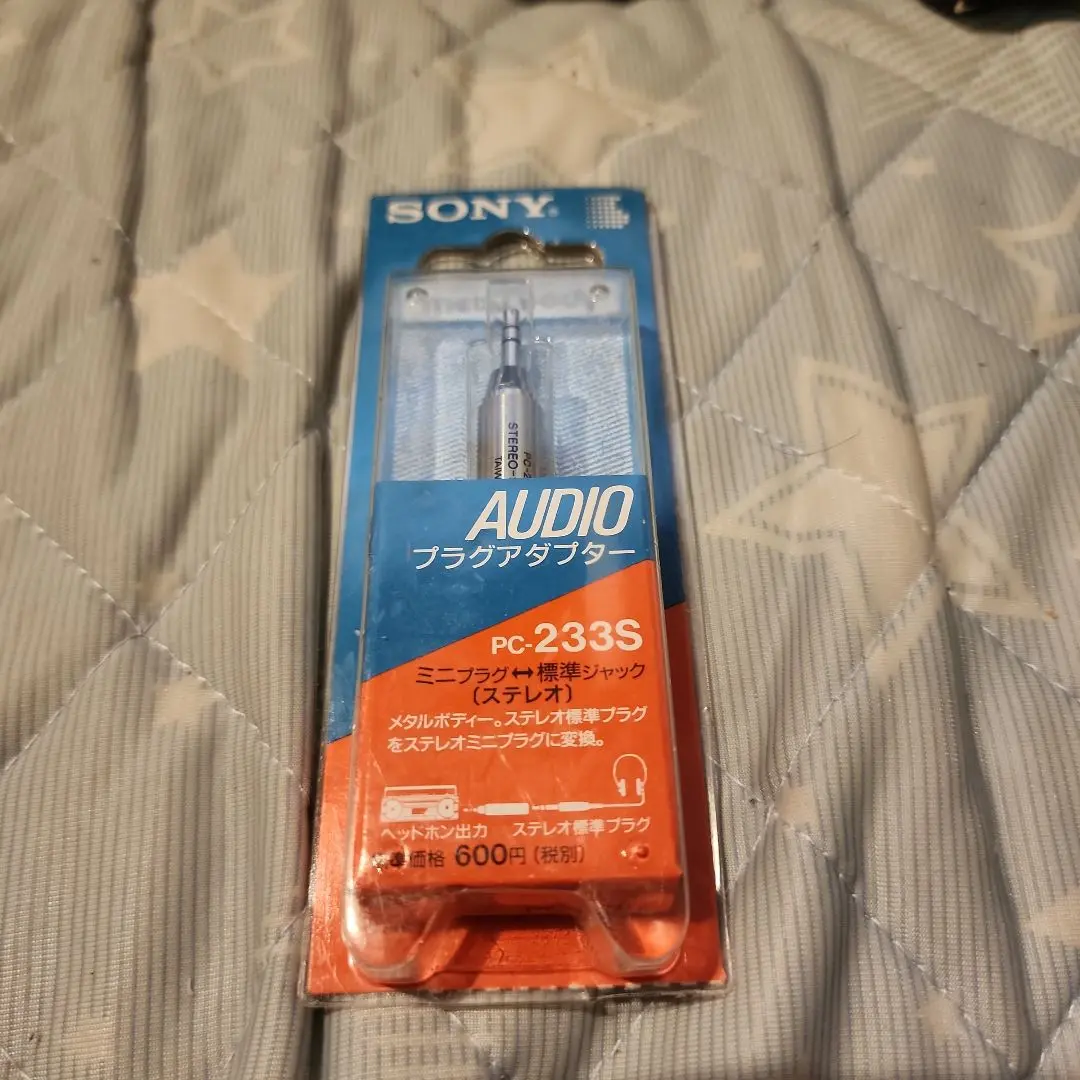 SONY
STEREO
AUDIO
プラグアダプター
PC-233S
ミニプラグ↔標準ジャック
(ステレオ)
メタルボディー。ステレオ標準プラグ
をステレオミニプラグに変換。
ヘッドホン出力 ステレオ標準プラグ
価格 600円(税別)